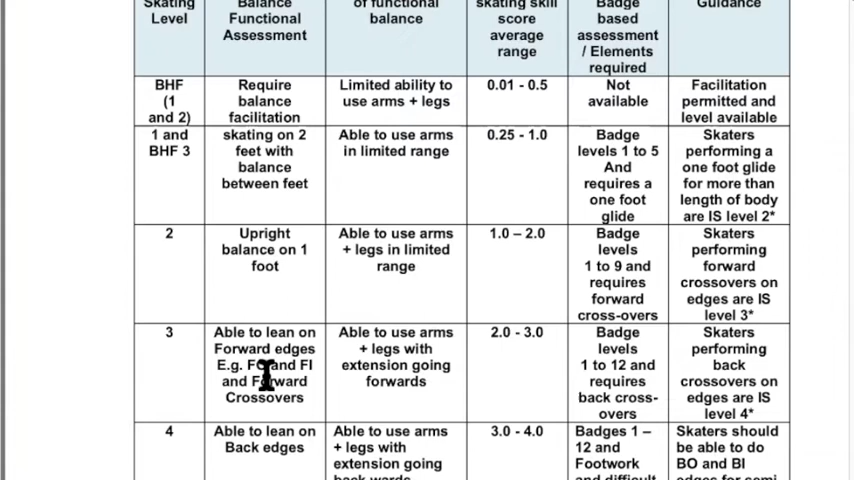 Skating Level
Balance Functional Assessment
of functional balance
skating skill score average range
Badge based assessment / Elements required
Guidance
BHF (1 and 2)
Require balance facilitation
Limited ability to use arms + legs
0.01 - 0.5
Not available
Facilitation permitted and level available
1 and BHF 3
skating on 2 feet with balance between feet
Able to use arms in limited range
0.25 - 1.0
Badge levels 1 to 5 And requires a one foot glide
Skaters performing a one foot glide for more than length of body are IS level 2*
2
Upright balance on 1 foot
Able to use arms + legs in limited range
1.0 – 2.0
Badge levels 1 to 9 and requires forward cross-overs
Skaters performing forward crossovers on edges are IS level 3*
3
Able to lean on Forward edges E.g. FO and FI and Forward Crossovers
Able to use arms + legs with extension going forwards
2.0 - 3.0
Badge levels 1 to 12 and requires back cross-overs
Skaters performing back crossovers on edges are IS level 4*
4
Able to lean on Back edges
Able to use arms + legs with extension going back wards
3.0 - 4.0
Badges 1 – 12 and Footwork and difficult
Skaters should be able to do BO and BI edges for semi